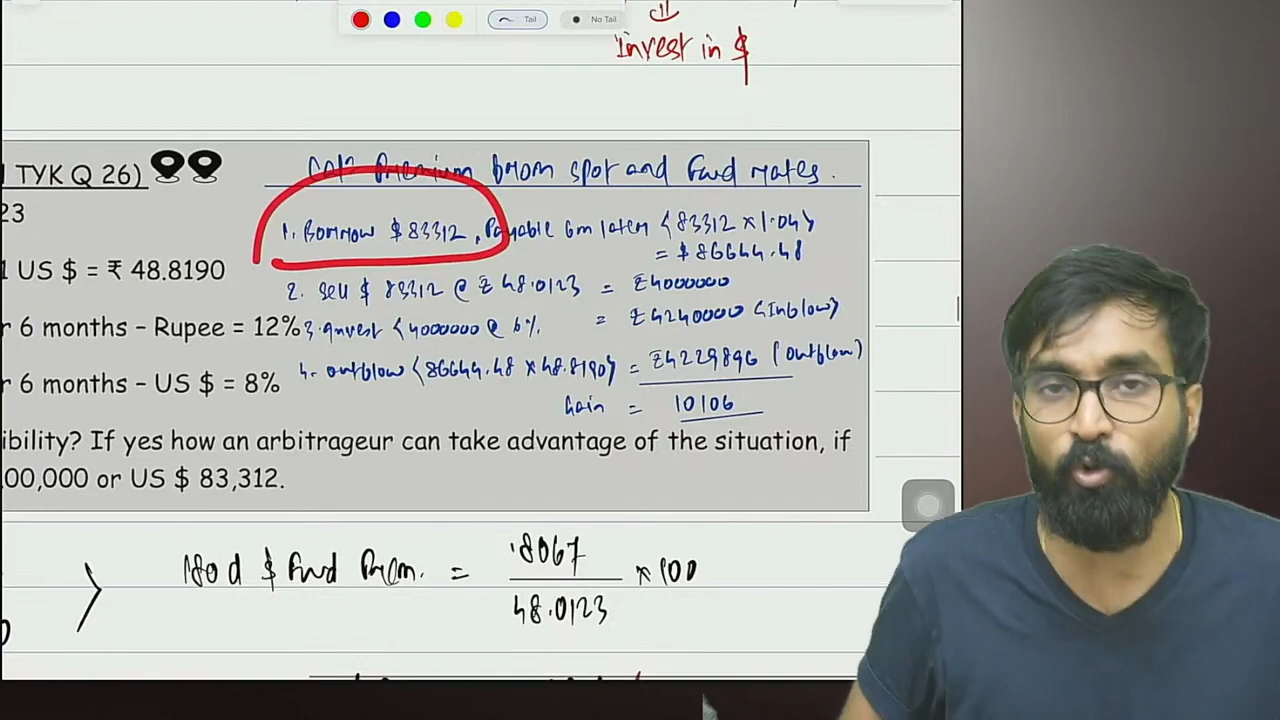 Tail
No Tail
Invest in $
TYK Q 26)
Premium from spot and Fwd rates.
23
1. Borrow $ 83312, Payable 6m later {83312 x 1.04}
= $86644.48
1 US $ = ₹ 48.8190
2. Sell $ 83312 @ ₹ 48.0123 = ₹4000000
r 6 months - Rupee = 12%
3. Invest {4000000 @ 6% = ₹4240000 {Inflow}
r 6 months - US $ = 8%
4. outflow {86644.48 x 48.8190} = ₹4229896 (outflow)
Gain = 10106
ibility? If yes how an arbitrageur can take advantage of the situation, if
00,000 or US $ 83,312.
180 d $ Fwd Prem. = .8067 / 48.0123 x 100